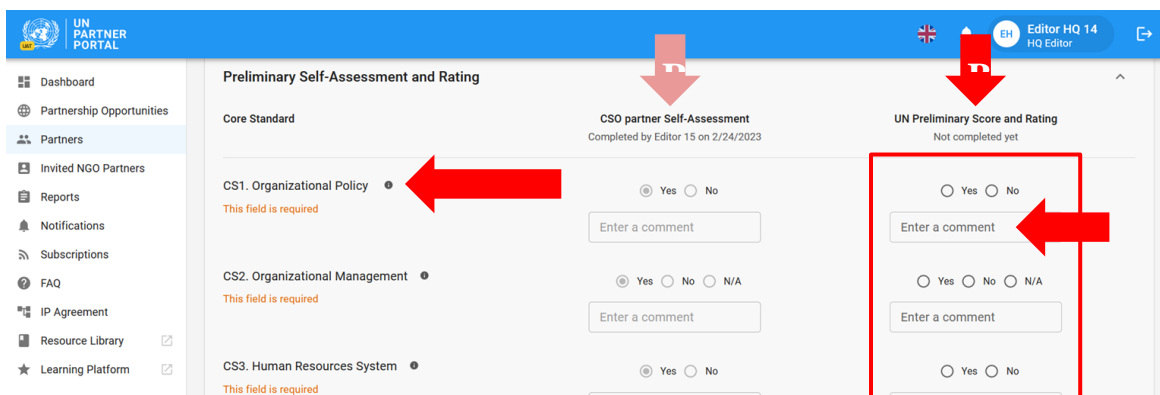 UN
PARTNER
PORTAL
UAT
EH
Editor HQ 14
HQ Editor
Dashboard
Partnership Opportunities
Partners
Invited NGO Partners
Reports
Notifications
Subscriptions
FAQ
IP Agreement
Resource Library
Learning Platform
Preliminary Self-Assessment and Rating
Core Standard
CSO partner Self-Assessment
Completed by Editor 15 on 2/24/2023
UN Preliminary Score and Rating
Not completed yet
CS1. Organizational Policy
This field is required
Yes No
Enter a comment
Yes No
Enter a comment
CS2. Organizational Management
This field is required
Yes No N/A
Enter a comment
Yes No N/A
Enter a comment
CS3. Human Resources System
This field is required
Yes No
Yes No